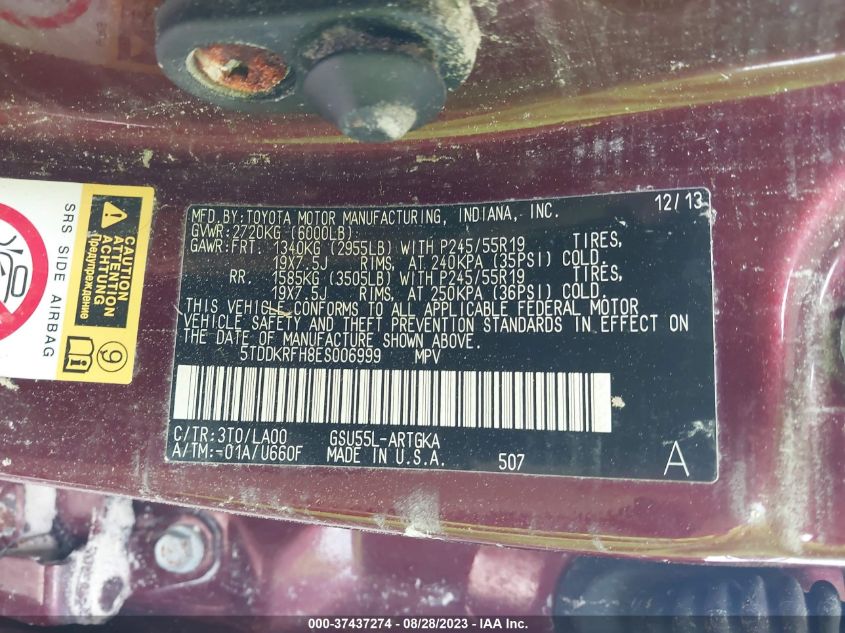 MFD. BY: TOYOTA MOTOR MANUFACTURING, INDIANA, INC. 12/13
GVWR: 2720KG (6000LB)
GAWR: FRT. 1340KG (2955LB) WITH P245/55R19 TIRES,
19X7.5J RIMS, AT 240KPA (35PSI) COLD.
RR. 1585KG (3505LB) WITH P245/55R19 TIRES,
19X7.5J RIMS, AT 250KPA (36PSI) COLD.
THIS VEHICLE CONFORMS TO ALL APPLICABLE FEDERAL MOTOR
VEHICLE SAFETY AND THEFT PREVENTION STANDARDS IN EFFECT ON
THE DATE OF MANUFACTURE SHOWN ABOVE.
5TDDKRFH8ES006999 MPV
C/TR: 3T0/LA00 GSU55L-ARTGKA
A/TM: -01A/U660F MADE IN U.S.A. 507 A
SRS SIDE AIRBAG
CAUTION
ATTENTION
ACHTUNG
Предупреждение
9
000-37437274 — 08/28/2023 - IAA Inc.